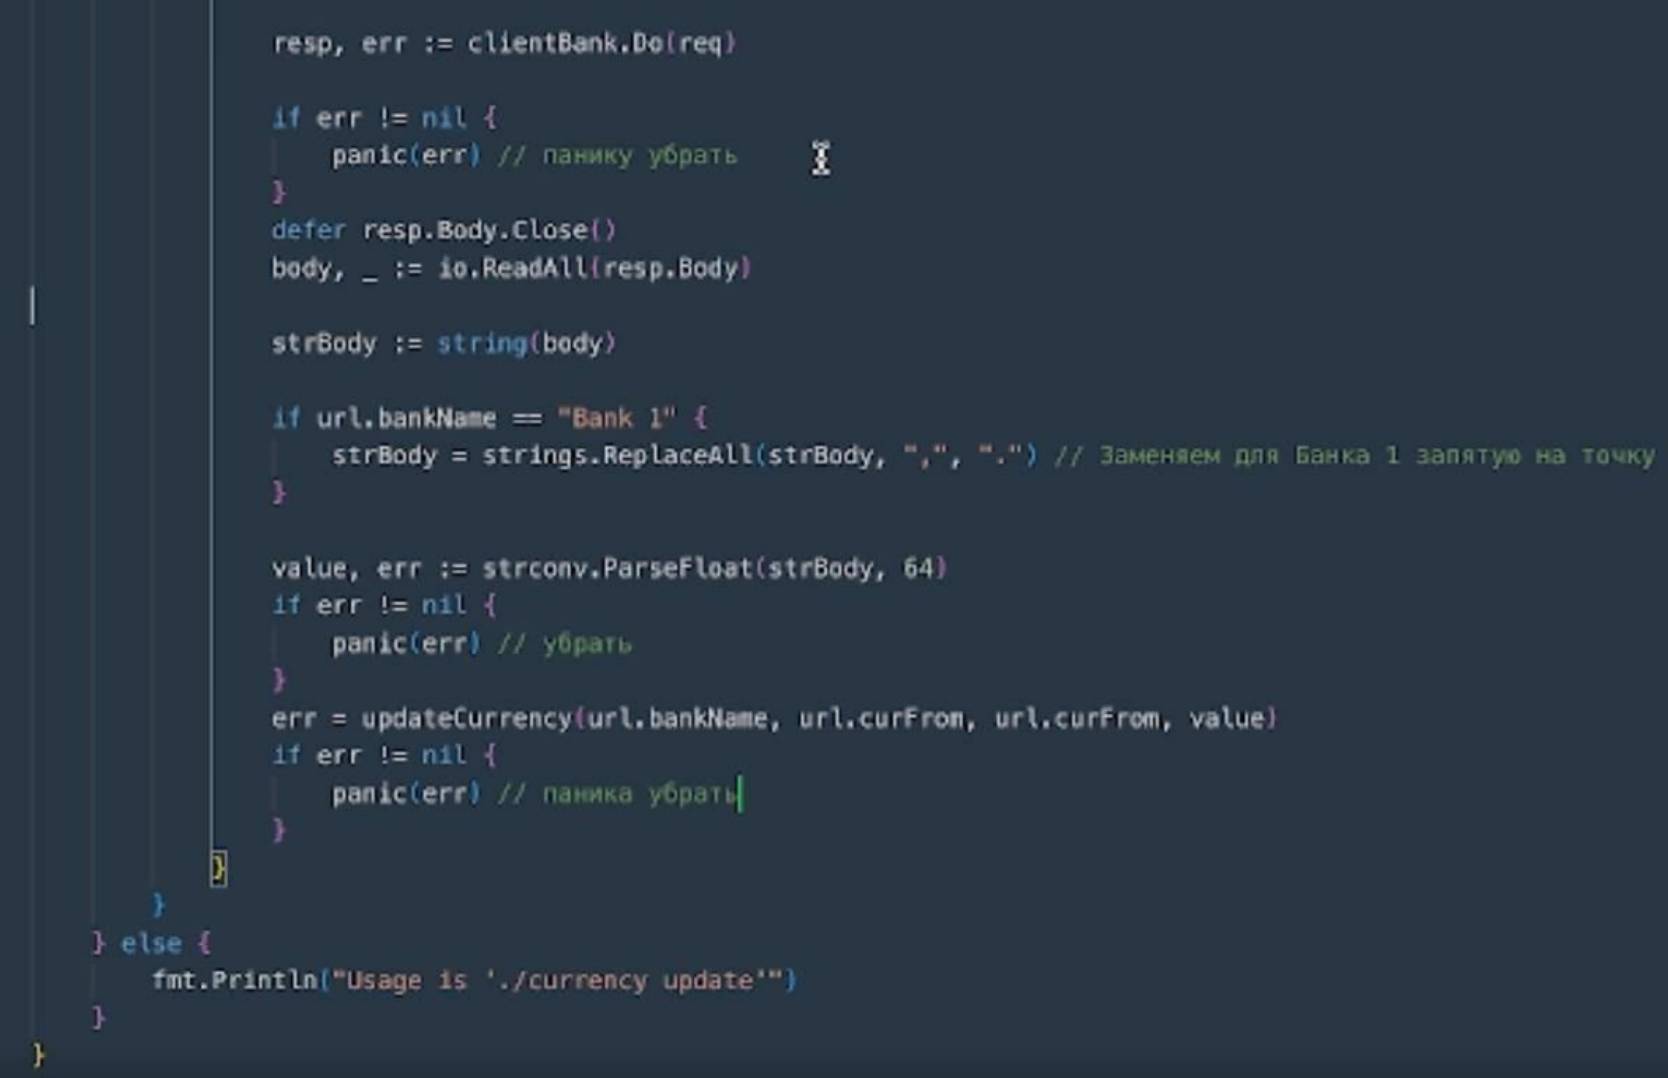 resp, err := clientBank.Do(req)
if err != nil {
panic(err) // панику убрать
}
defer resp.Body.Close()
body, _ := io.ReadAll(resp.Body)
strBody := string(body)
if url.bankName == "Bank 1" {
strBody = strings.ReplaceAll(strBody, ",", ".") // Заменяем для Банка 1 запятую на точку
}
value, err := strconv.ParseFloat(strBody, 64)
if err != nil {
panic(err) // убрать
}
err = updateCurrency(url.bankName, url.curFrom, url.curFrom, value)
if err != nil {
panic(err) // паника убрать
}
}
}
} else {
fmt.Println("Usage is './currency update'")
}
}